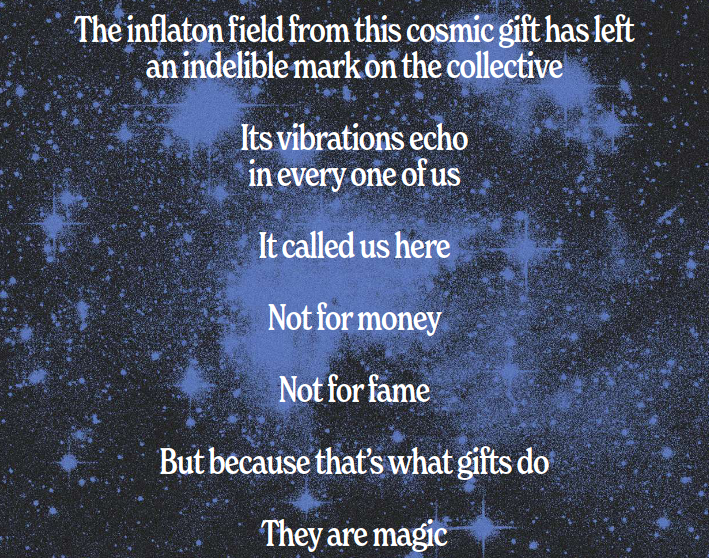 The inflaton field from this cosmic gift has left
an indelible mark on the collective
Its vibrations echo
in every one of us
It called us here
Not for money
Not for fame
But because that’s what gifts do
They are magic